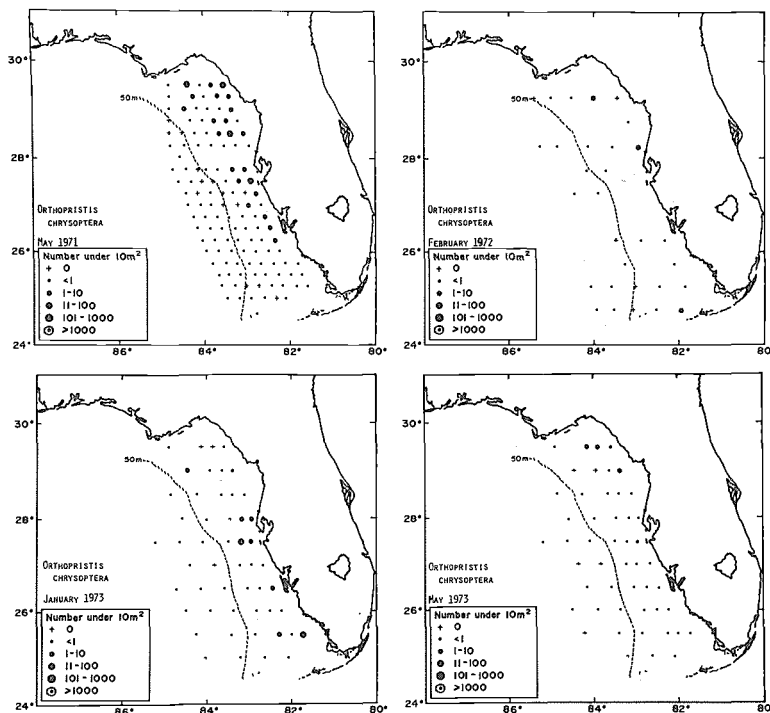 30°
28°
26°
24°
86°
84°
82°
80°
50m
ORTHOPRISTIS
CHRYSOPTERA
MAY 1971
Number under 10m²
+ 0
• <1
1-10
11-100
101-1000
>1000
30°
28°
26°
24°
86°
84°
82°
80°
50m
ORTHOPRISTIS
CHRYSOPTERA
FEBRUARY 1972
Number under 10m²
+ 0
• <1
1-10
11-100
101-1000
>1000
30°
28°
26°
24°
86°
84°
82°
80°
50m
ORTHOPRISTIS
CHRYSOPTERA
JANUARY 1973
Number under 10m²
+ 0
• <1
1-10
11-100
101-1000
>1000
30°
28°
26°
24°
86°
84°
82°
80°
50m
ORTHOPRISTIS
CHRYSOPTERA
MAY 1973
Number under 10m²
+ 0
• <1
1-10
11-100
101-1000
>1000